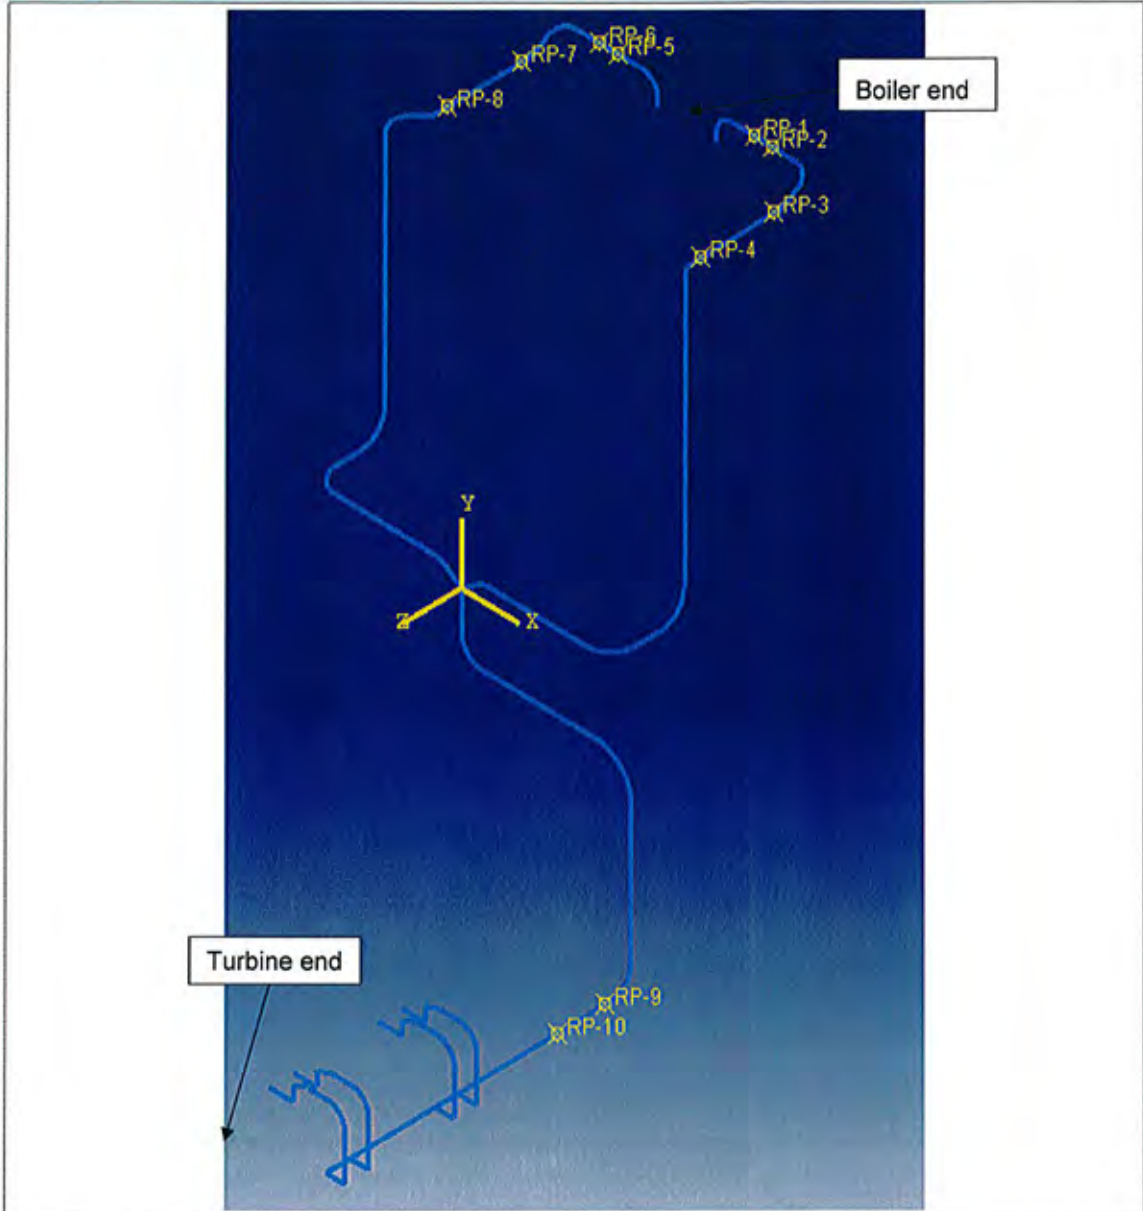 RP-6
RP-5
RP-7
RP-8
Boiler end
RP-1
RP-2
RP-3
RP-4
Y
Z
X
Turbine end
RP-9
RP-10